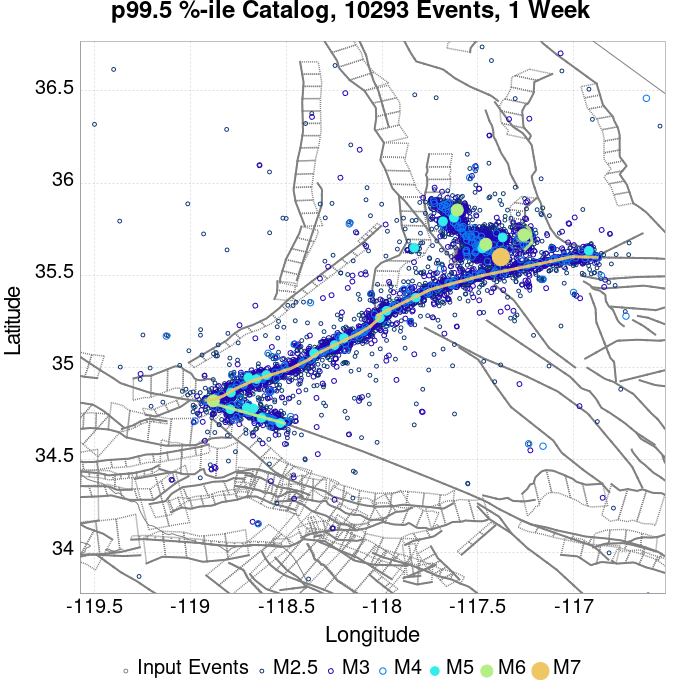 p99.5 %-ile Catalog, 10293 Events, 1 Week
36.5
36
35.5
35
34.5
34
Latitude
-119.5 -119 -118.5 -118 -117.5 -117
Longitude
Input Events M2.5 M3 M4 M5 M6 M7